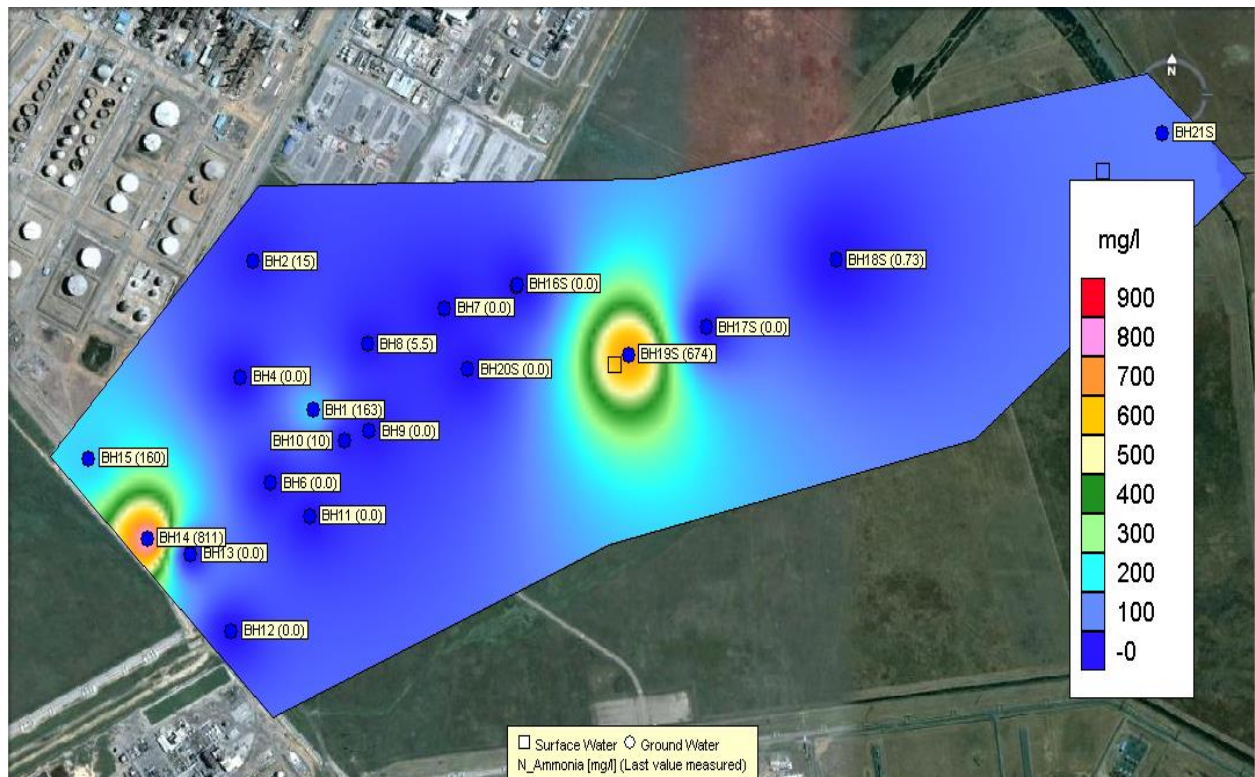 N
BH21S
BH2 (15)
BH18S (0.73)
mg/l
BH16S (0.0)
BH7 (0.0)
900
BH17S (0.0)
BH8 (5.5)
BH19S (674)
800
BH20S (0.0)
BH4 (0.0)
700
BH1 (163)
600
BH9 (0.0)
BH10 (10)
BH15 (160)
500
BH6 (0.0)
400
BH11 (0.0)
300
BH14 (811)
BH13 (0.0)
200
100
BH12 (0.0)
-0
Surface Water Ground Water
N_Ammonia [mg/l] (Last value measured)